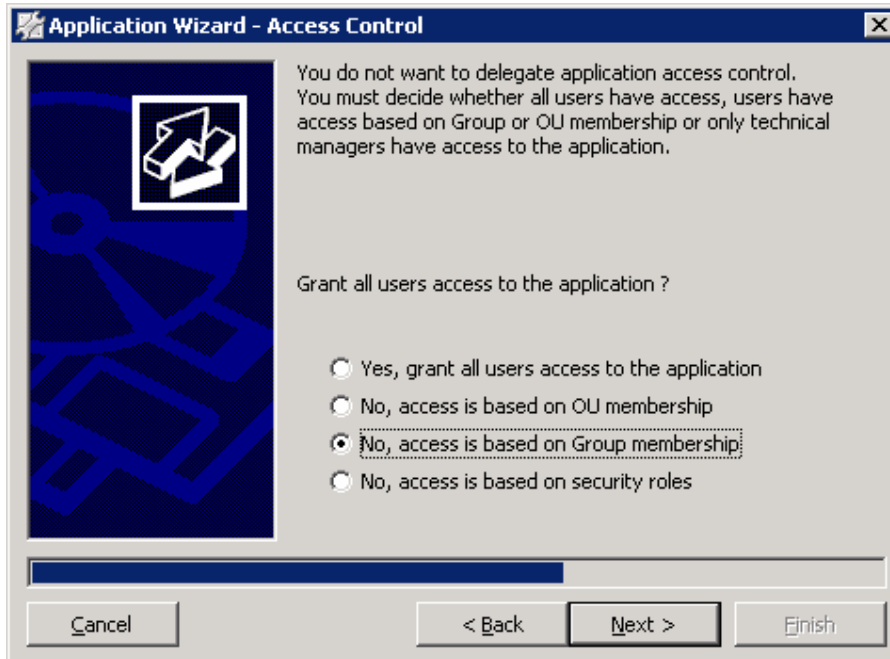 Application Wizard - Access Control
You do not want to delegate application access control.
You must decide whether all users have access, users have
access based on Group or OU membership or only technical
managers have access to the application.
Grant all users access to the application ?
Yes, grant all users access to the application
No, access is based on OU membership
No, access is based on Group membership
No, access is based on security roles
Cancel
< Back
Next >
Finish